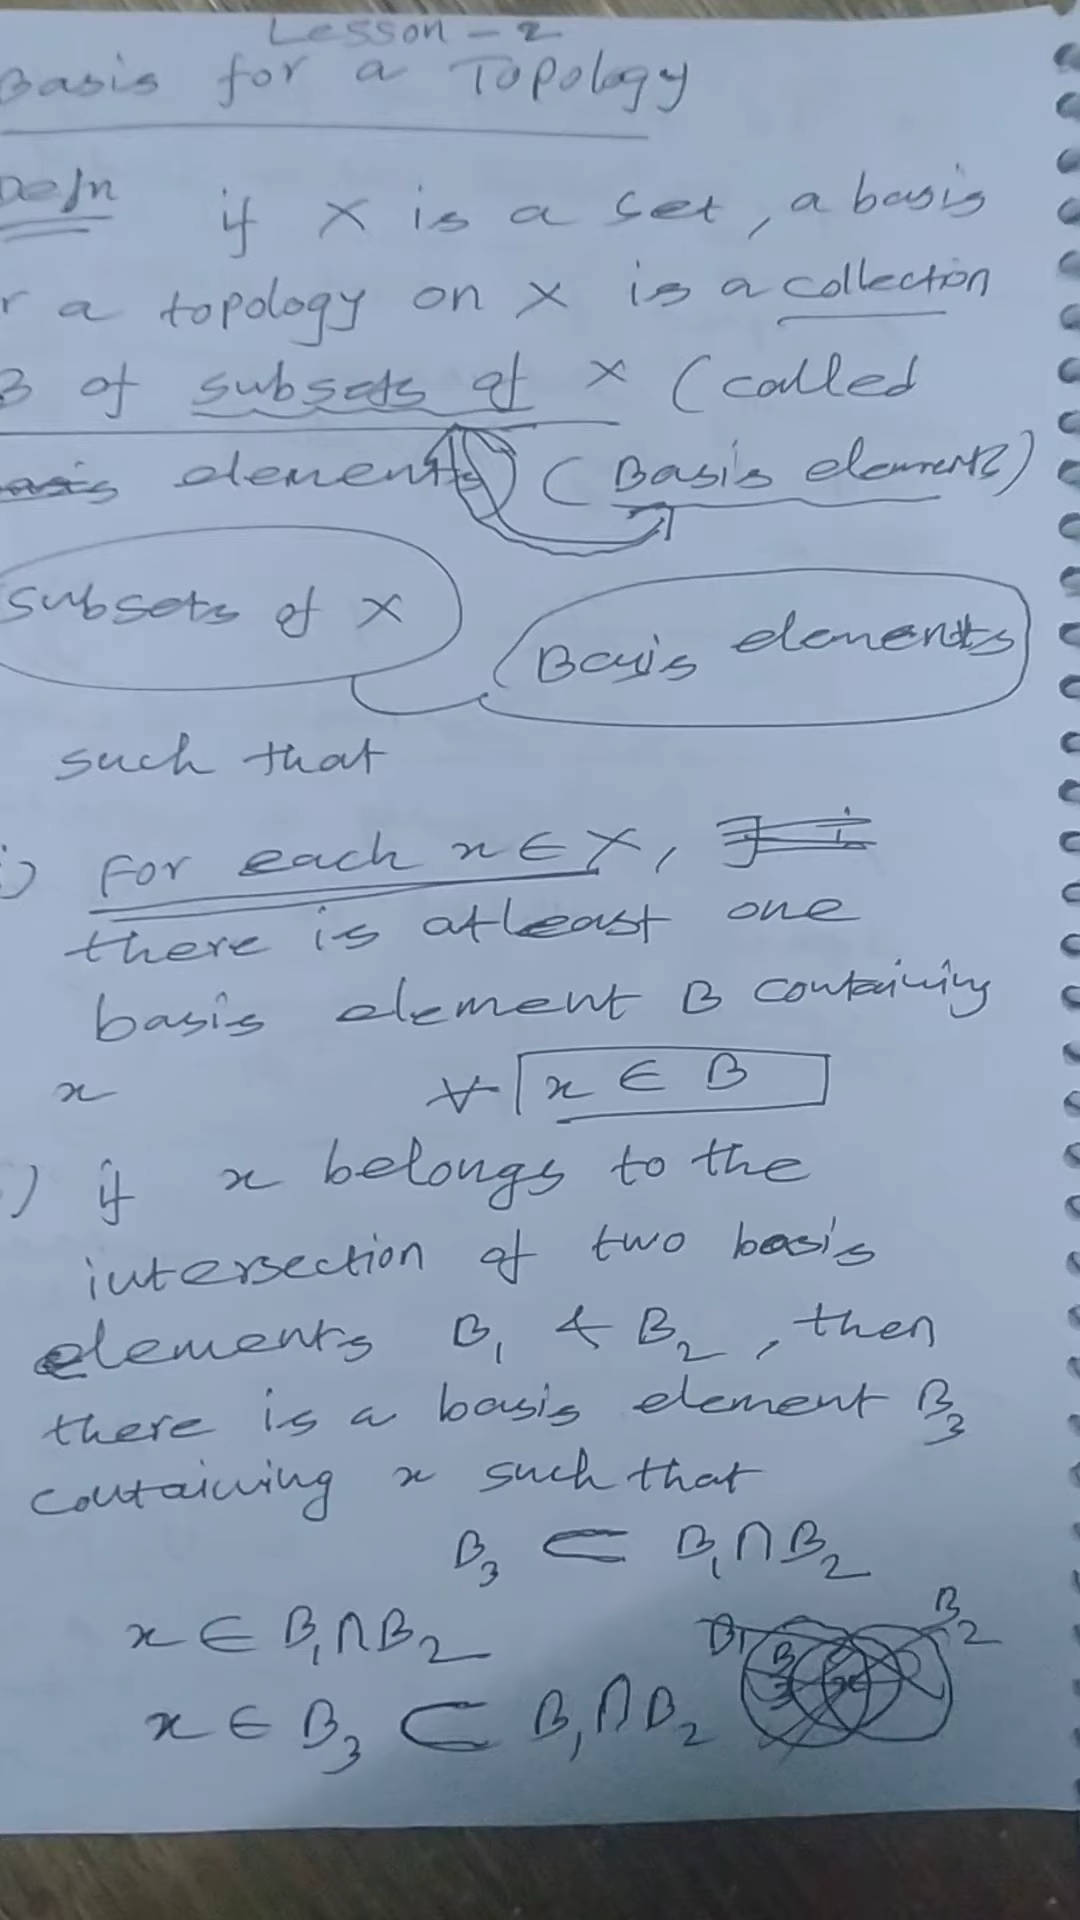 Lesson - 2
Basis for a Topology
Defn if X is a set, a basis
r a topology on X is a collection
B of subsets of X (called
basis elements) (Basis elements)
subsets of X
Basis elements
such that
i) For each x ∈ X, ∃ i
there is atleast one
basis element B containing
x ∀ x ∈ B
) if x belongs to the
intersection of two basis
elements B₁ & B₂, then
there is a basis element B₃
containing x such that
B₃ ⊂ B₁∩B₂
x ∈ B₁∩B₂
B₁ B₃ x B₂
x ∈ B₃ ⊂ B₁∩B₂